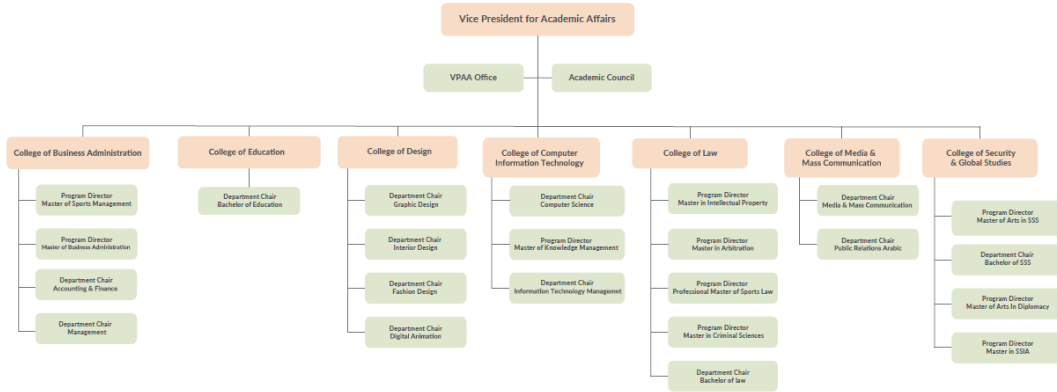 Vice President for Academic Affairs
VPAA Office
Academic Council
College of Business Administration
Program Director
Master of Sports Management
Program Director
Master of Business Administration
Department Chair
Accounting & Finance
Department Chair
Management
College of Education
Department Chair
Bachelor of Education
College of Design
Department Chair
Graphic Design
Department Chair
Interior Design
Department Chair
Fashion Design
Department Chair
Digital Animation
College of Computer
Information Technology
Department Chair
Computer Science
Program Director
Master of Knowledge Management
Department Chair
Information Technology Managomet
College of Law
Program Director
Master in Intellectual Property
Program Director
Master In Arbitration
Program Director
Professional Master of Sports Law
Program Director
Master in Criminal Sciences
Department Chair
Bachelor of law
College of Media &
Mass Communication
Department Chair
Media & Mass Communication
Department Chair
Public Relations Arabic
College of Security
& Global Studies
Program Director
Master of Arts in SSS
Department Chair
Bachelor of SSS
Program Director
Master of Arts In Diplomacy
Program Director
Master in SSIA